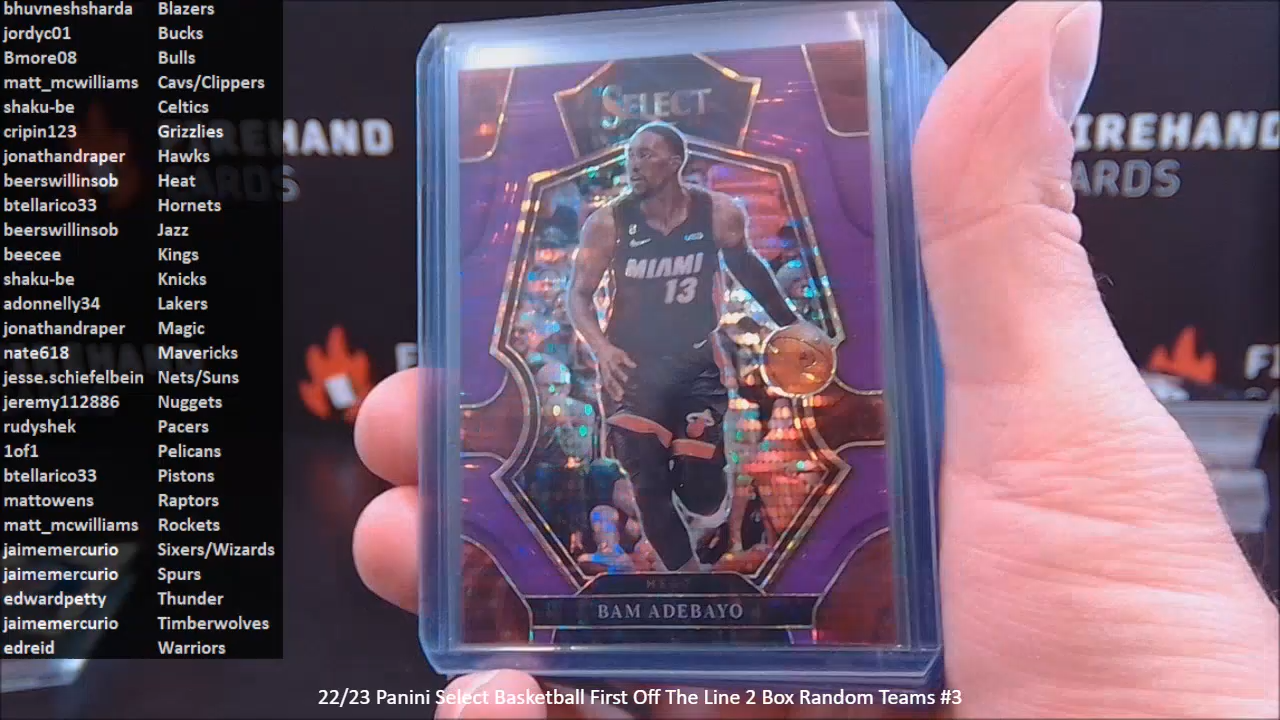 bhuvneshsharda Blazers
jordyc01 Bucks
Bmore08 Bulls
matt_mcwilliams Cavs/Clippers
shaku-be Celtics
cripin123 Grizzlies
jonathandraper Hawks
beerswillinsob Heat
btellarico33 Hornets
beerswillinsob Jazz
beecee Kings
shaku-be Knicks
adonnelly34 Lakers
jonathandraper Magic
nate618 Mavericks
jesse.schiefelbein Nets/Suns
jeremy112886 Nuggets
rudyshek Pacers
1of1 Pelicans
btellarico33 Pistons
mattowens Raptors
matt_mcwilliams Rockets
jaimemercurio Sixers/Wizards
jaimemercurio Spurs
edwardpetty Thunder
jaimemercurio Timberwolves
edreid Warriors
SELECT
MIAMI
13
HEAT
BAM ADEBAYO
IREHAND
ARDS
22/23 Panini Select Basketball First Off The Line 2 Box Random Teams #3